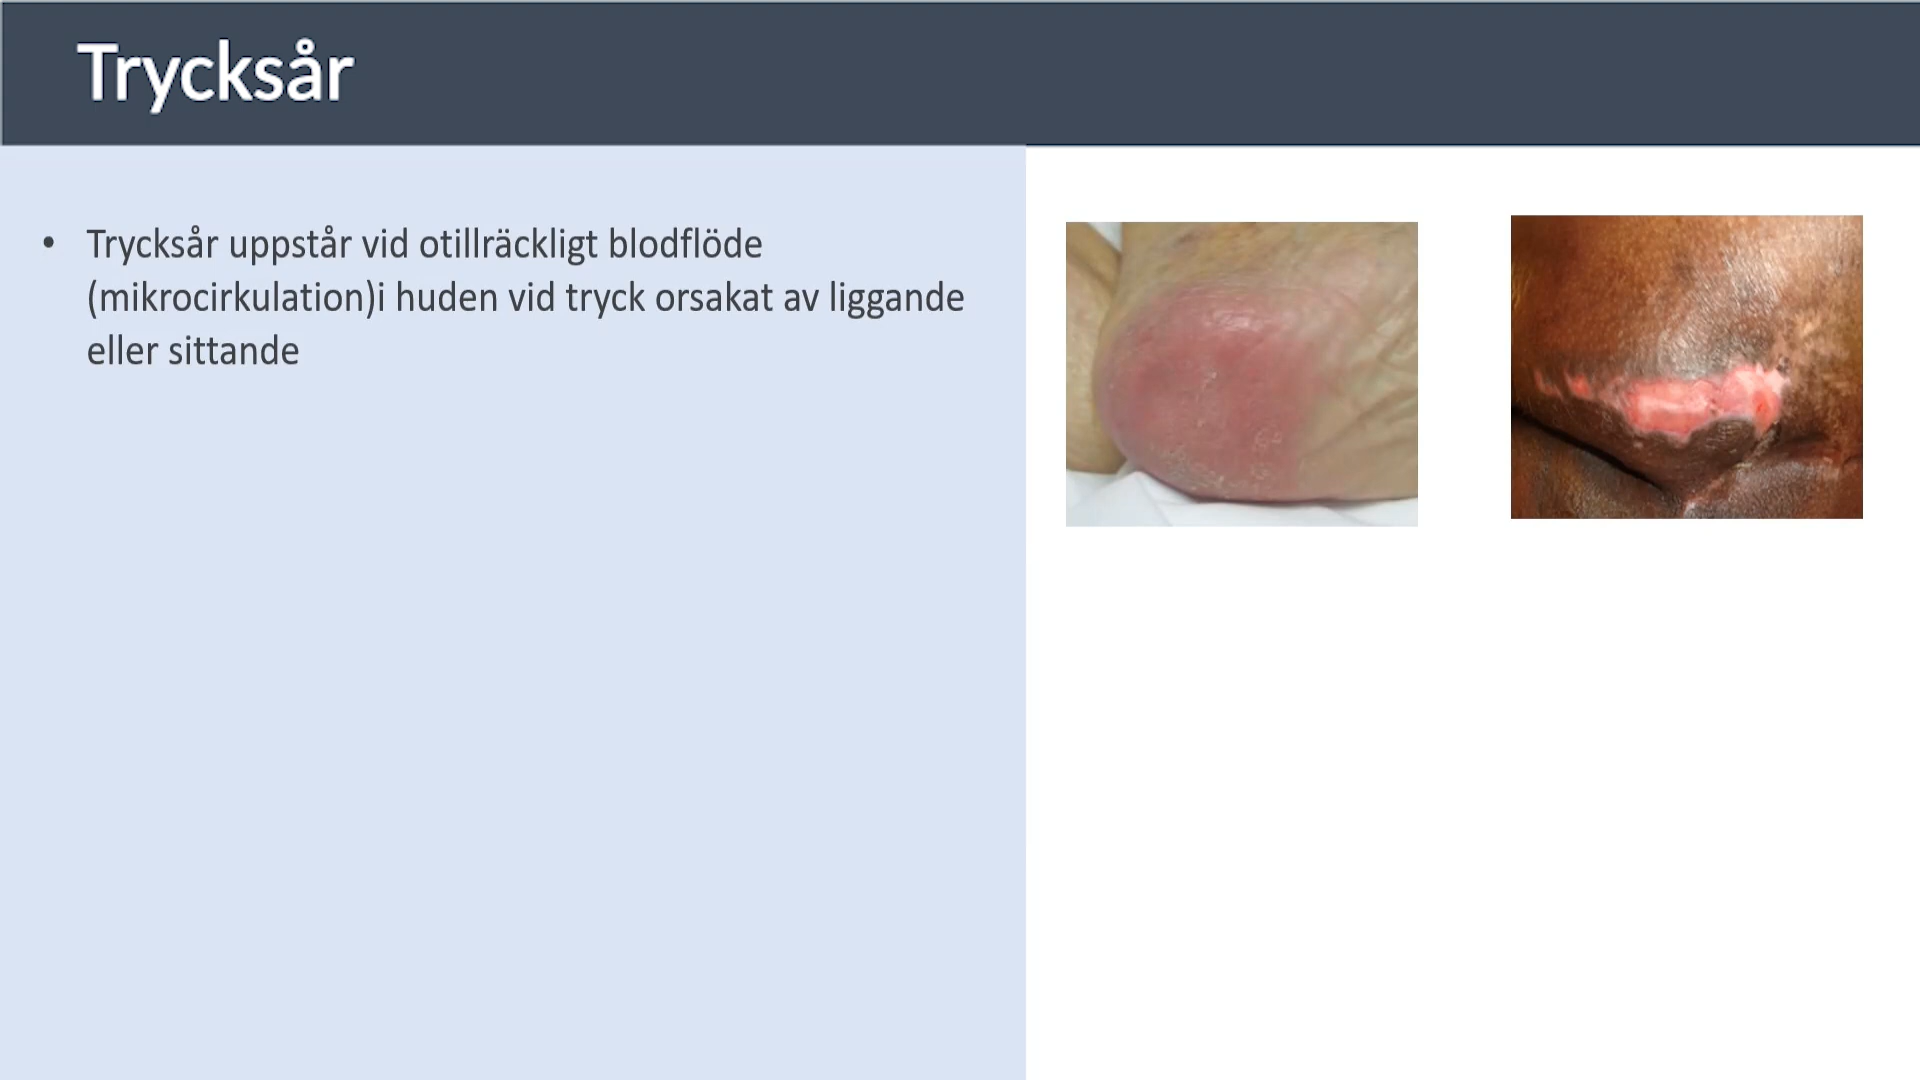 Trycksår
• Trycksår uppstår vid otillräckligt blodflöde
(mikrocirkulation)i huden vid tryck orsakat av liggande
eller sittande